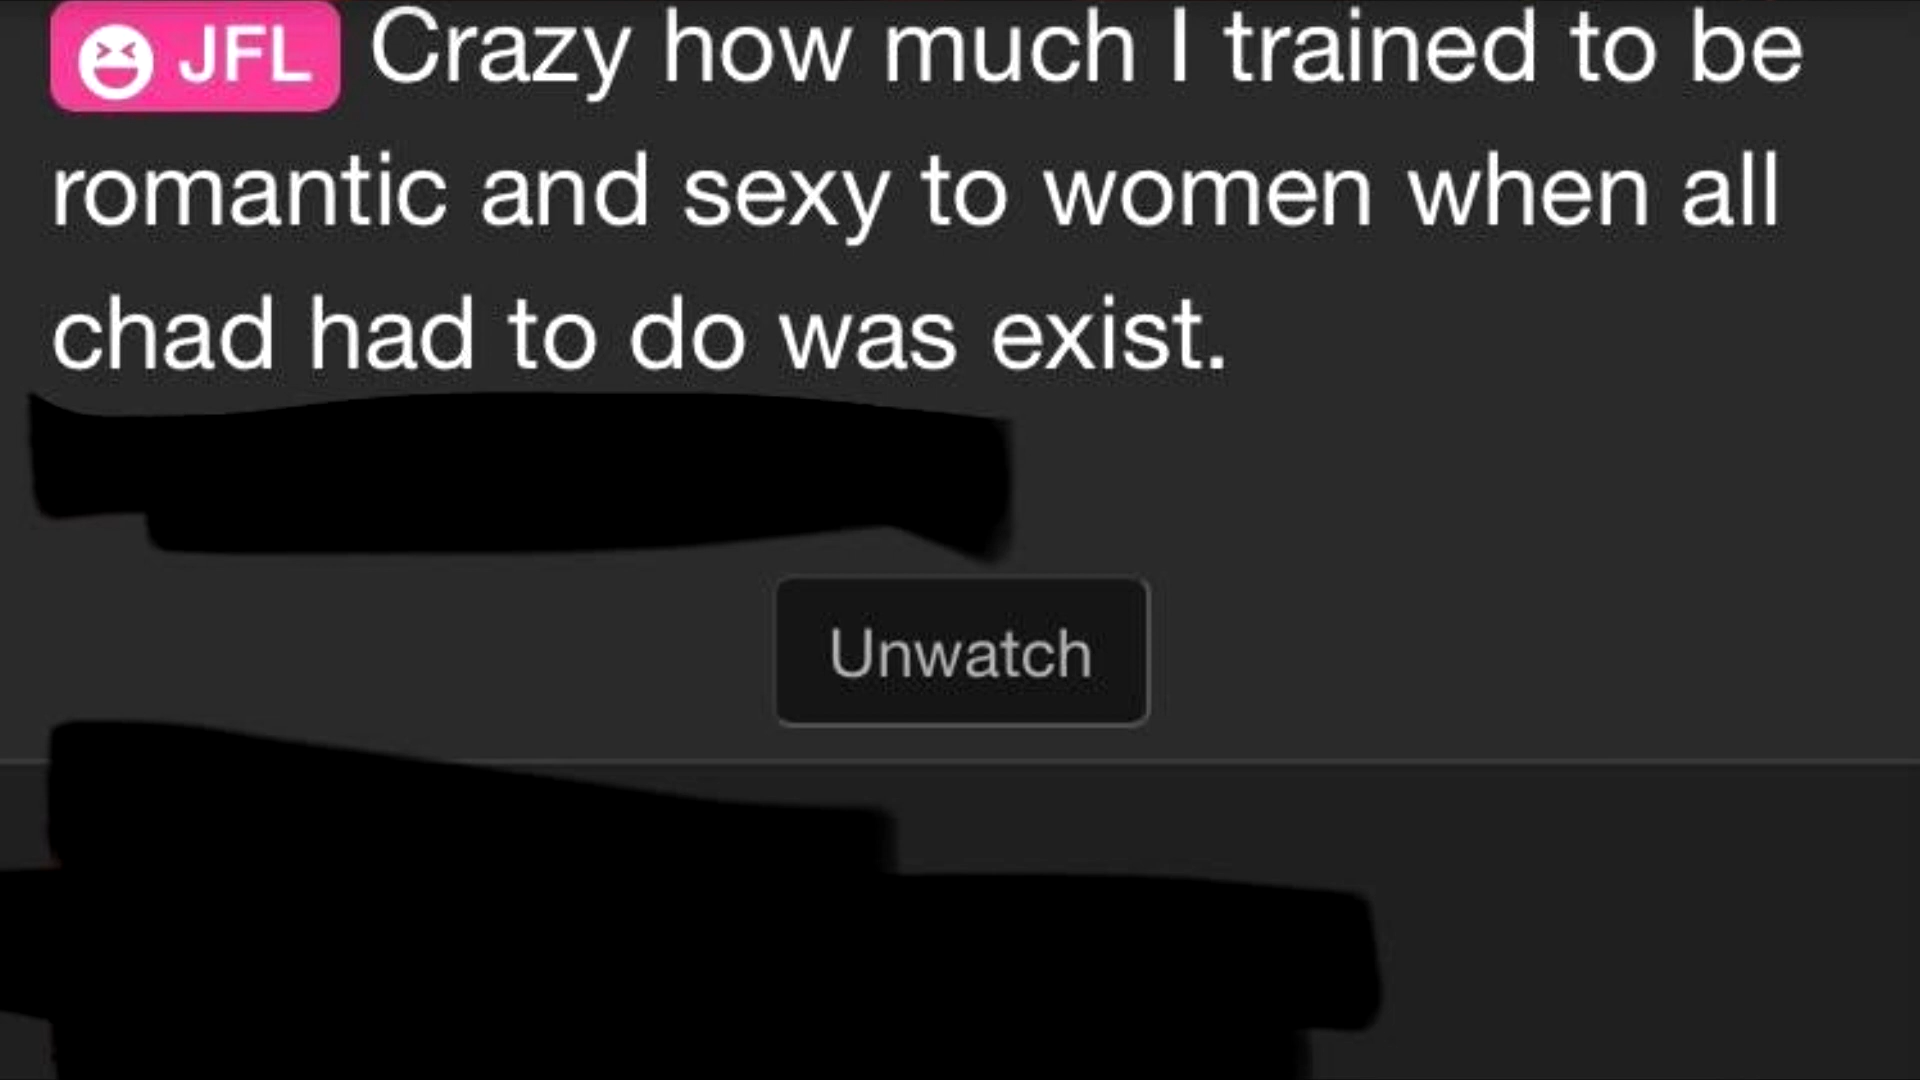 JFL Crazy how much I trained to be
romantic and sexy to women when all
chad had to do was exist.
Unwatch